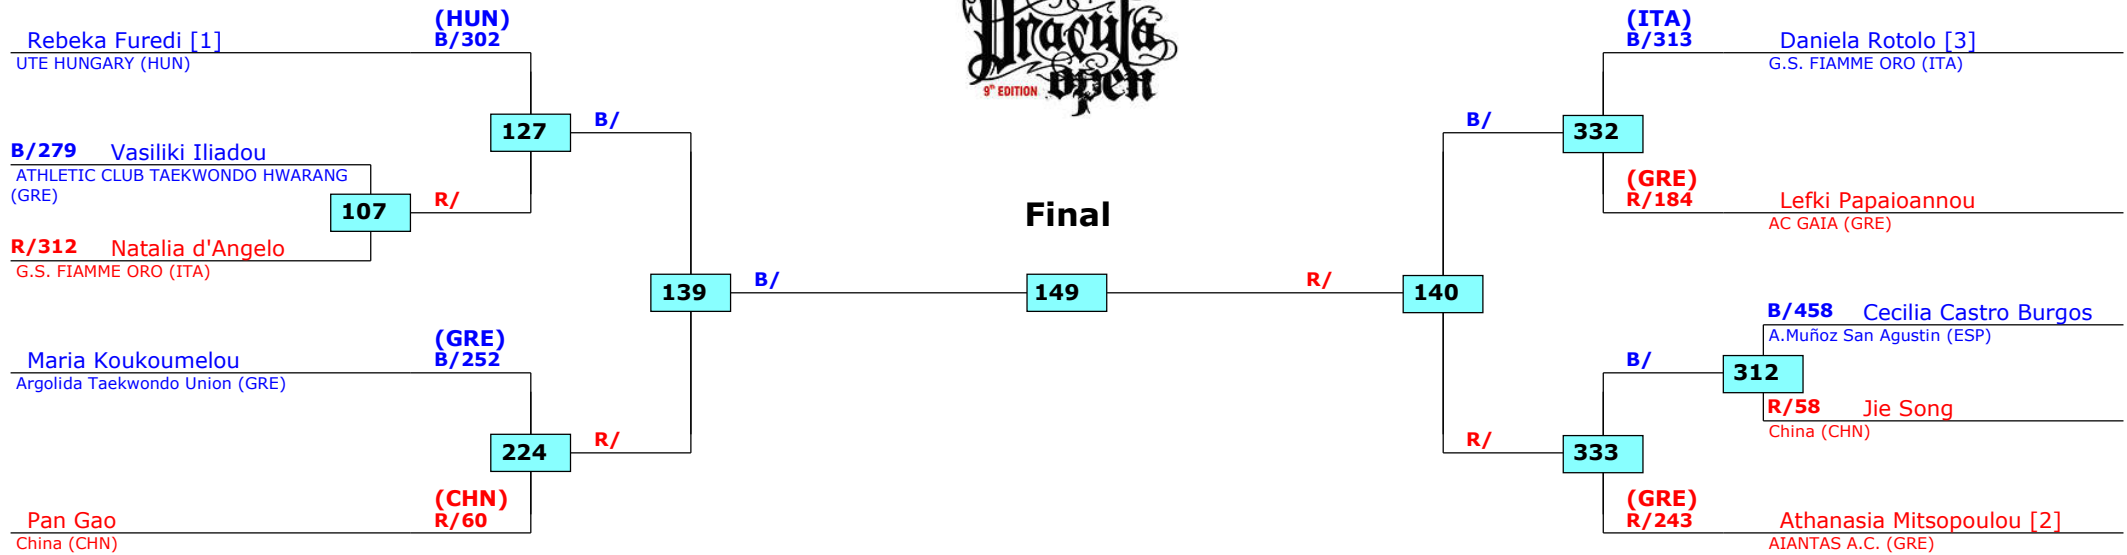 Dracula
open
9th EDITION
(HUN)
Rebeka Furedi [1] B/302
UTE HUNGARY (HUN)
127
B/
B/279 Vasiliki Iliadou
ATHLETIC CLUB TAEKWONDO HWARANG
(GRE)
107
R/
R/312 Natalia d'Angelo
G.S. FIAMME ORO (ITA)
139
B/
(GRE)
Maria Koukoumelou B/252
Argolida Taekwondo Union (GRE)
224
R/
(CHN)
Pan Gao R/60
China (CHN)
Final
149
R/
140
(ITA)
B/313 Daniela Rotolo [3]
G.S. FIAMME ORO (ITA)
B/
332
(GRE)
R/184 Lefki Papaioannou
AC GAIA (GRE)
B/458 Cecilia Castro Burgos
A.Muñoz San Agustin (ESP)
B/
312
R/58 Jie Song
China (CHN)
R/
333
(GRE)
R/243 Athanasia Mitsopoulou [2]
AIANTAS A.C. (GRE)